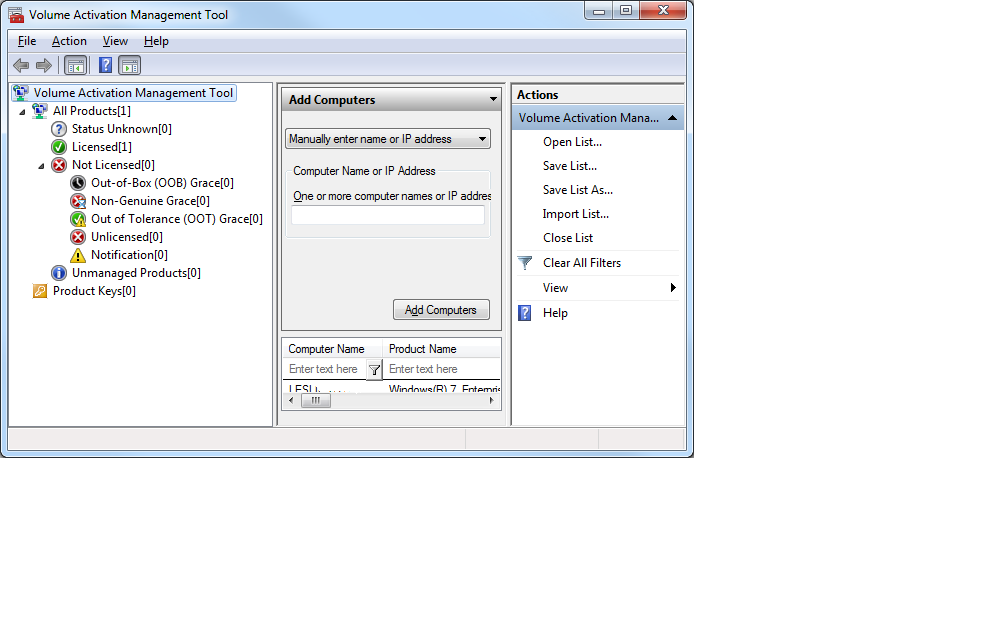 Volume Activation Management Tool
File Action View Help
Volume Activation Management Tool
All Products[1]
Status Unknown[0]
Licensed[1]
Not Licensed[0]
Out-of-Box (OOB) Grace[0]
Non-Genuine Grace[0]
Out of Tolerance (OOT) Grace[0]
Unlicensed[0]
Notification[0]
Unmanaged Products[0]
Product Keys[0]
Add Computers
Manually enter name or IP address
Computer Name or IP Address
One or more computer names or IP addres
Add Computers
Computer Name Product Name
Enter text here Enter text here
Windows(R) 7, Enterpris
Actions
Volume Activation Mana...
Open List...
Save List...
Save List As...
Import List...
Close List
Clear All Filters
View
Help